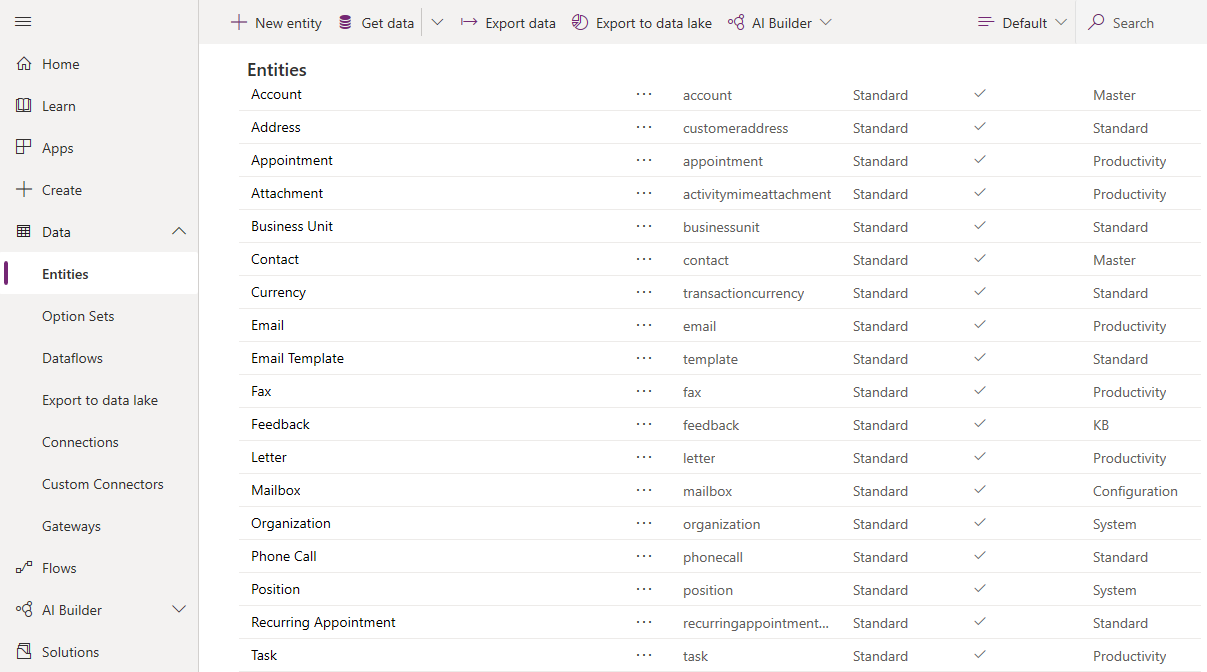 New entity Get data Export data Export to data lake AI Builder Default Search
Home
Learn
Apps
Create
Data
Entities
Option Sets
Dataflows
Export to data lake
Connections
Custom Connectors
Gateways
Flows
AI Builder
Solutions
Entities
Account ... account Standard Master
Address ... customeraddress Standard Standard
Appointment ... appointment Standard Productivity
Attachment ... activitymimeattachment Standard Productivity
Business Unit ... businessunit Standard Standard
Contact ... contact Standard Master
Currency ... transactioncurrency Standard Standard
Email ... email Standard Productivity
Email Template ... template Standard Standard
Fax ... fax Standard Productivity
Feedback ... feedback Standard KB
Letter ... letter Standard Productivity
Mailbox ... mailbox Standard Configuration
Organization ... organization Standard System
Phone Call ... phonecall Standard Standard
Position ... position Standard System
Recurring Appointment ... recurringappointment... Standard Standard
Task ... task Standard Productivity